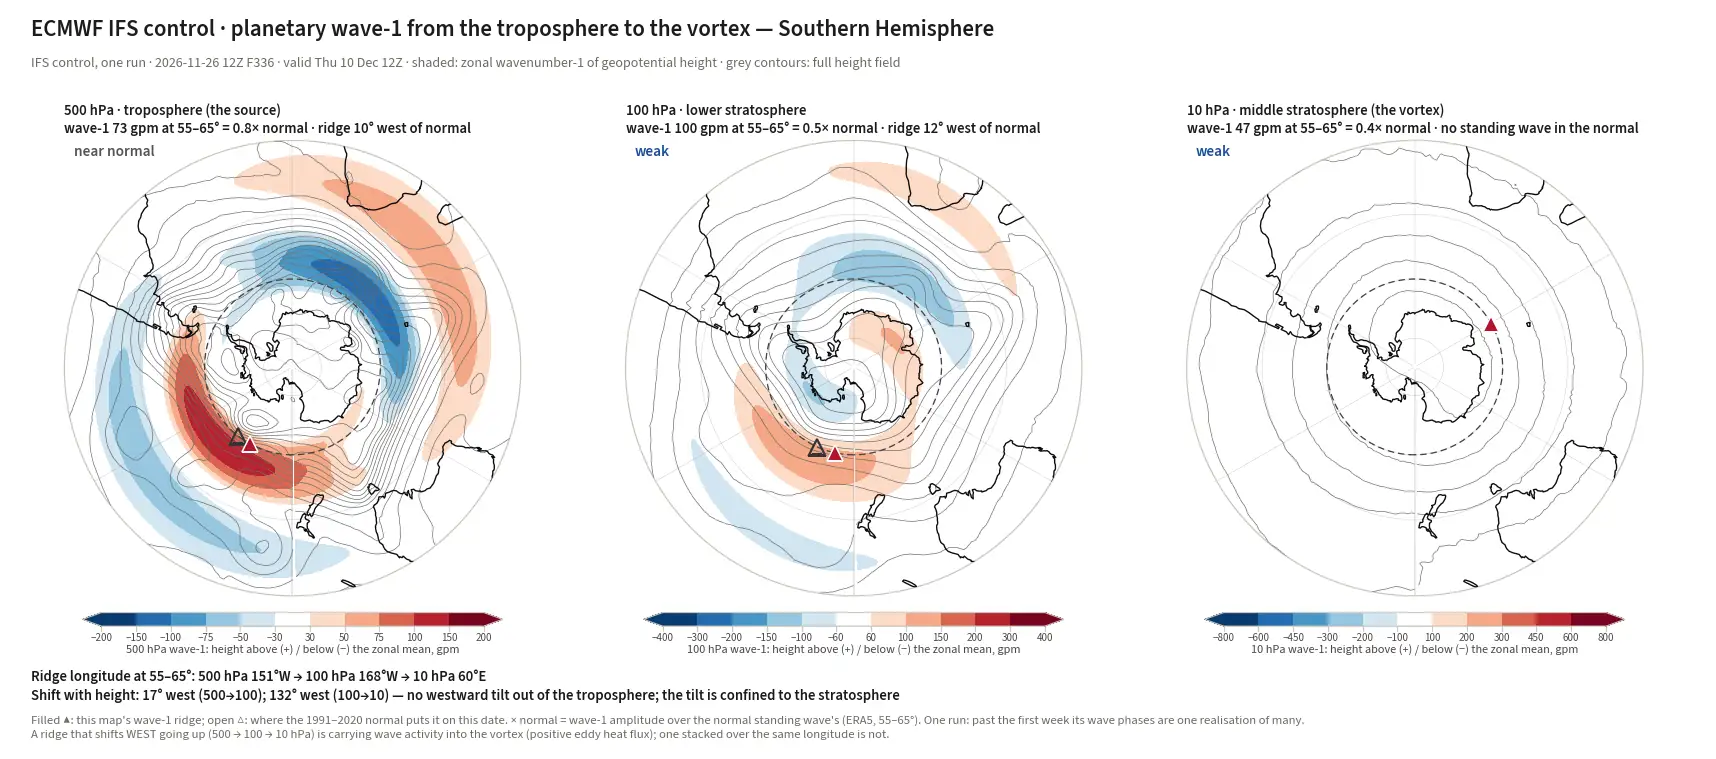 ECMWF IFS control · planetary wave-1 from the troposphere to the vortex — Southern Hemisphere
IFS control, one run · 2026-11-26 12Z F336 · valid Thu 10 Dec 12Z · shaded: zonal wavenumber-1 of geopotential height · grey contours: full height field
500 hPa · troposphere (the source)
wave-1 73 gpm at 55–65° = 0.8× normal · ridge 10° west of normal
near normal
100 hPa · lower stratosphere
wave-1 100 gpm at 55–65° = 0.5× normal · ridge 12° west of normal
weak
10 hPa · middle stratosphere (the vortex)
wave-1 47 gpm at 55–65° = 0.4× normal · no standing wave in the normal
weak
−200 −150 −100 −75 −50 −30 30 50 75 100 150 200
500 hPa wave-1: height above (+) / below (−) the zonal mean, gpm
−400 −300 −200 −150 −100 −60 60 100 150 200 300 400
100 hPa wave-1: height above (+) / below (−) the zonal mean, gpm
−800 −600 −450 −300 −200 −100 100 200 300 450 600 800
10 hPa wave-1: height above (+) / below (−) the zonal mean, gpm
Ridge longitude at 55–65°: 500 hPa 151°W → 100 hPa 168°W → 10 hPa 60°E
Shift with height: 17° west (500→100); 132° west (100→10) — no westward tilt out of the troposphere; the tilt is confined to the stratosphere
Filled ▲: this map's wave-1 ridge; open △: where the 1991–2020 normal puts it on this date. × normal = wave-1 amplitude over the normal standing wave's (ERA5, 55–65°). One run: past the first week its wave phases are one realisation of many.
A ridge that shifts WEST going up (500 → 100 → 10 hPa) is carrying wave activity into the vortex (positive eddy heat flux); one stacked over the same longitude is not.